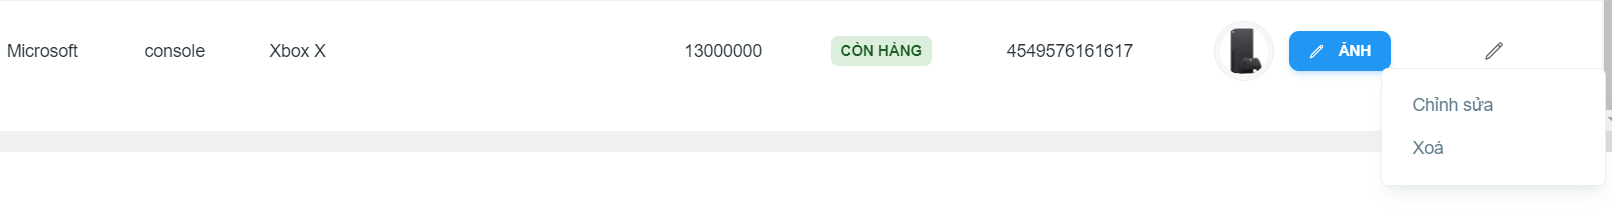 Microsoft console Xbox X 13000000 CÒN HÀNG 4549576161617 ẢNH
Chỉnh sửa
Xoá